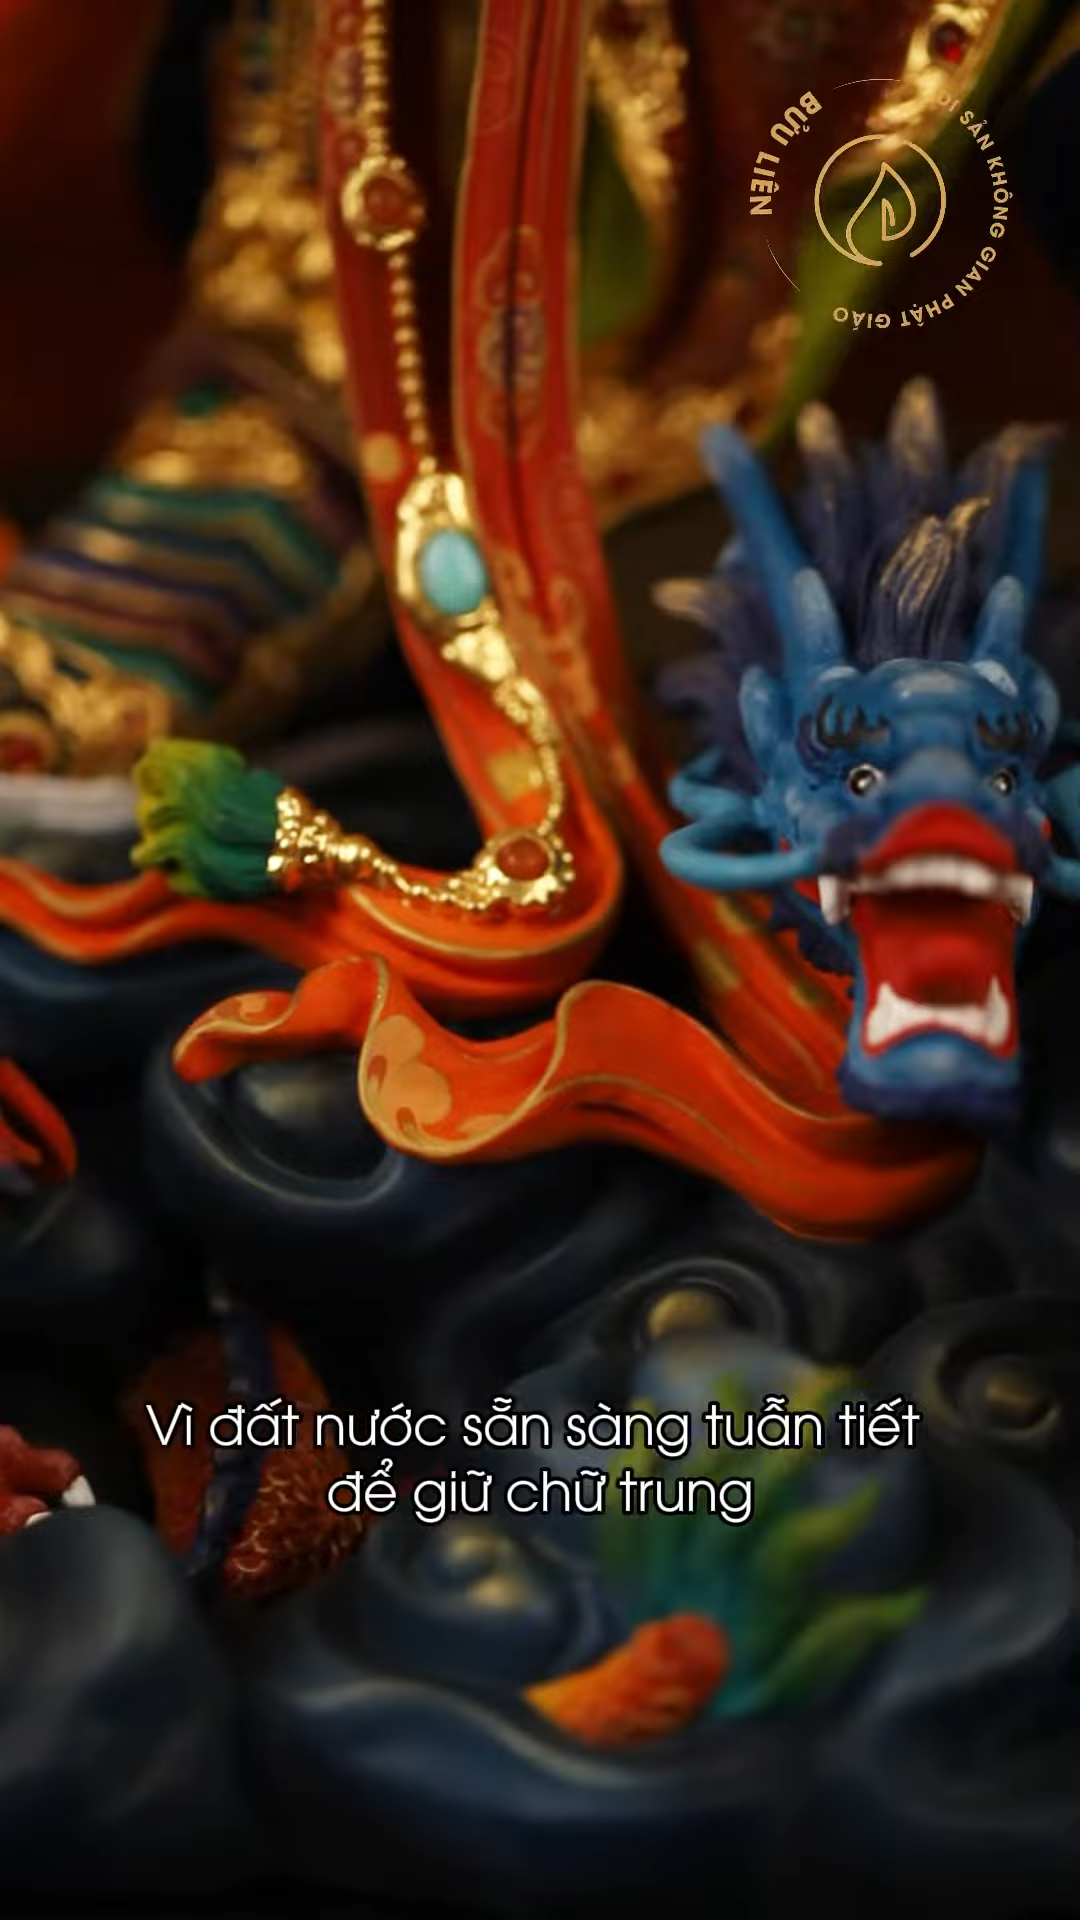 BỬU LIÊN
DI SẢN KHÔNG GIAN PHẬT GIÁO
Vì đất nước sẵn sàng tuẫn tiết
để giữ chữ trung